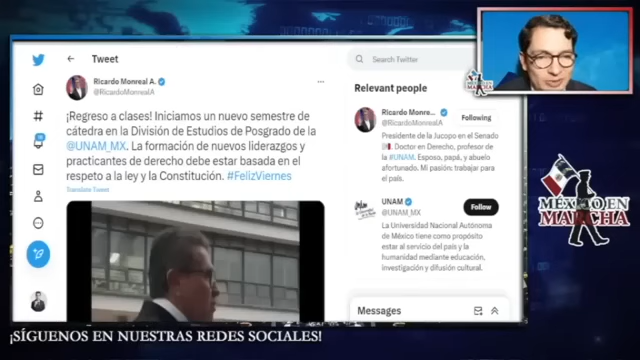 Tweet
Ricardo Monreal A.
@RicardoMonrealA
¡Regreso a clases! Iniciamos un nuevo semestre de
cátedra en la División de Estudios de Posgrado de la
@UNAM_MX. La formación de nuevos liderazgos y
practicantes de derecho debe estar basada en el
respeto a la ley y la Constitución. #FelizViernes
Translate Tweet
Search Twitter
Relevant people
Ricardo Monre...
@RicardoMonrealA
Following
Presidente de la Jucopo en el Senado
. Doctor en Derecho, profesor de
la #UNAM. Esposo, papá, y abuelo
afortunado. Mi pasión: trabajar para
el país.
UNAM
@UNAM_MX
Follow
La Universidad Nacional Autónoma
de México tiene como propósito
estar al servicio del país y la
humanidad mediante educación,
investigación y difusión cultural.
Messages
MÉXICO EN
MARCHA
¡SÍGUENOS EN NUESTRAS REDES SOCIALES!